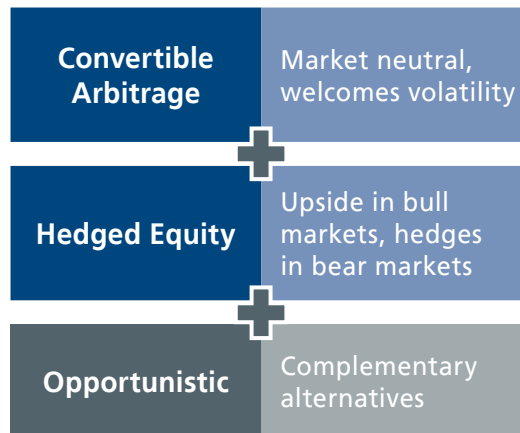 Convertible
Arbitrage
Market neutral,
welcomes volatility
Hedged Equity
Upside in bull
markets, hedges
in bear markets
Opportunistic
Complementary
alternatives